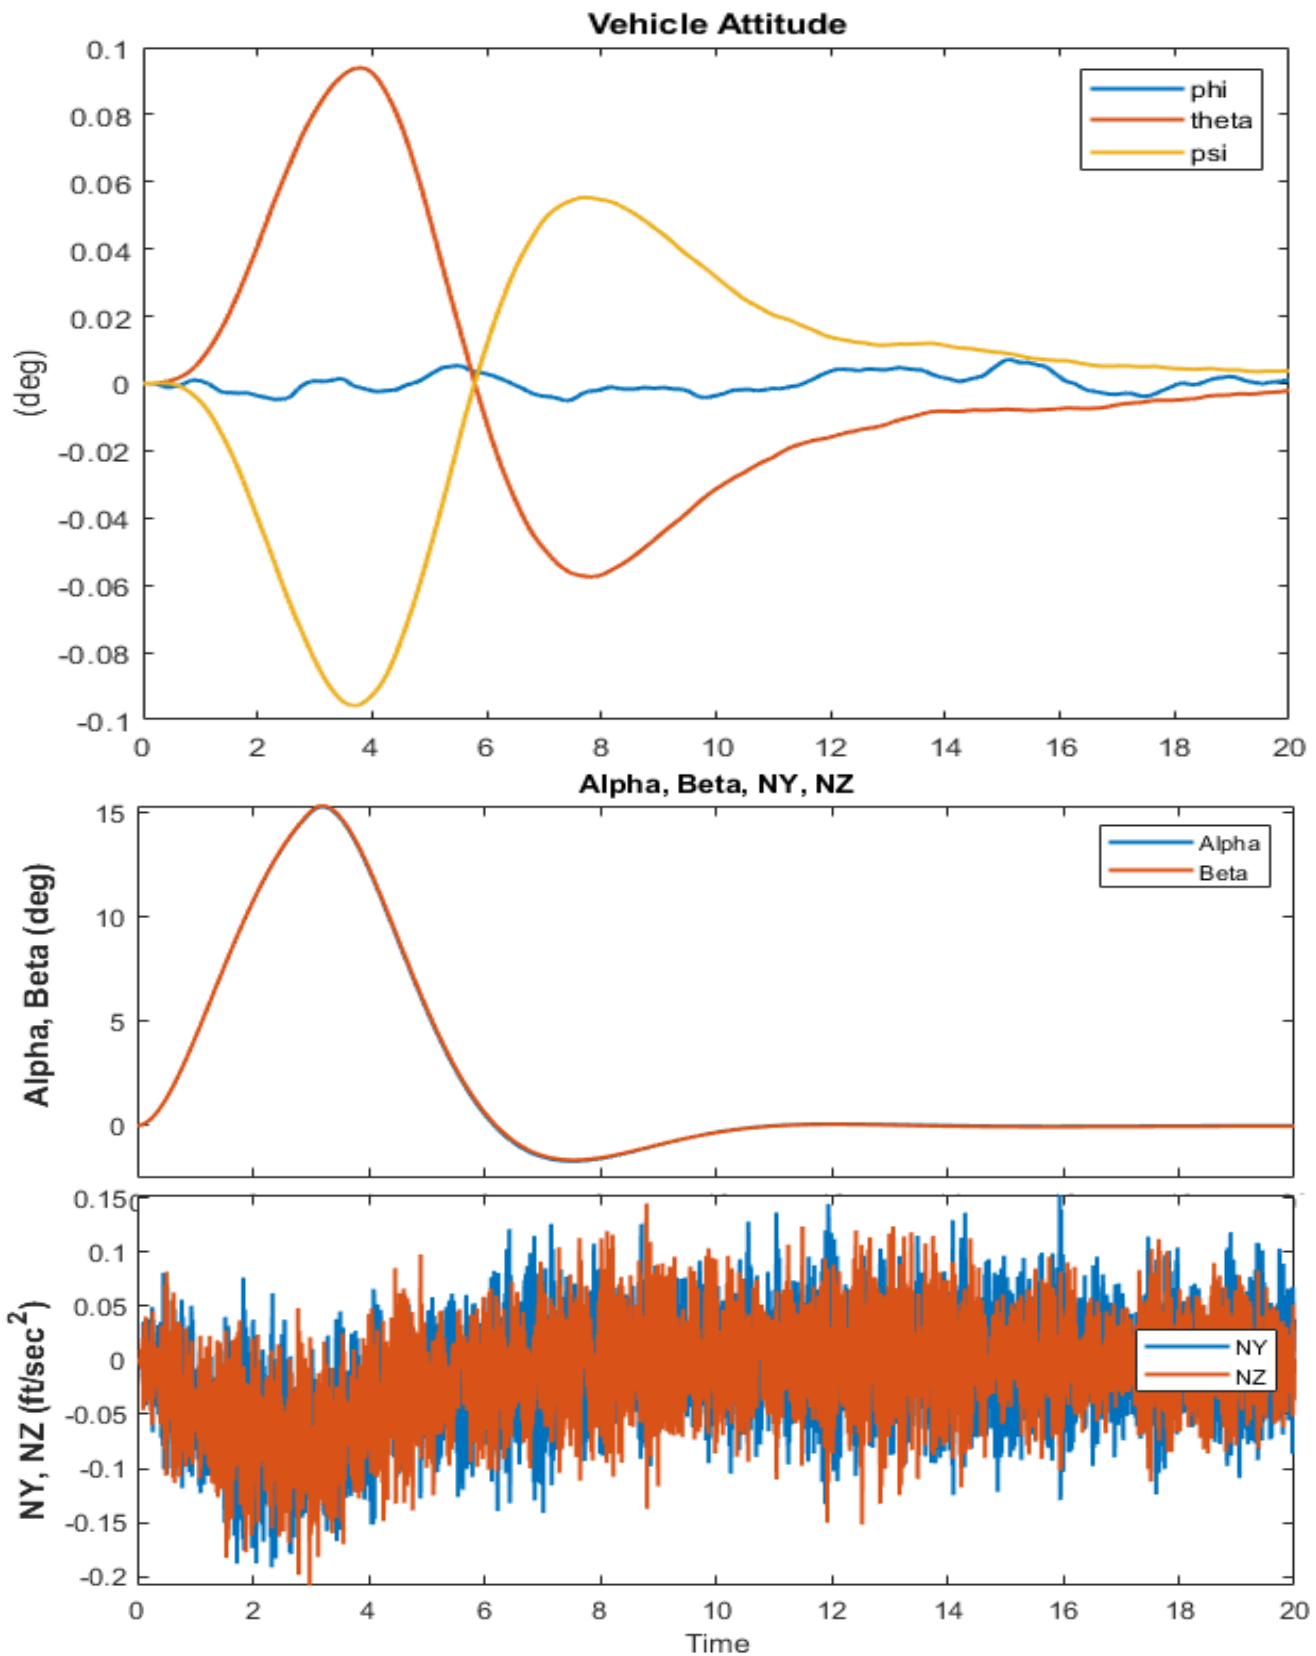 Vehicle Attitude
0.1
0.08
0.06
0.04
0.02
0
-0.02
-0.04
-0.06
-0.08
-0.1
(deg)
phi
theta
psi
0 2 4 6 8 10 12 14 16 18 20
Alpha, Beta, NY, NZ
15
10
5
0
Alpha, Beta (deg)
Alpha
Beta
0.15
0.1
0.05
0
-0.05
-0.1
-0.15
-0.2
NY, NZ (ft/sec²)
NY
NZ
0 2 4 6 8 10 12 14 16 18 20
Time